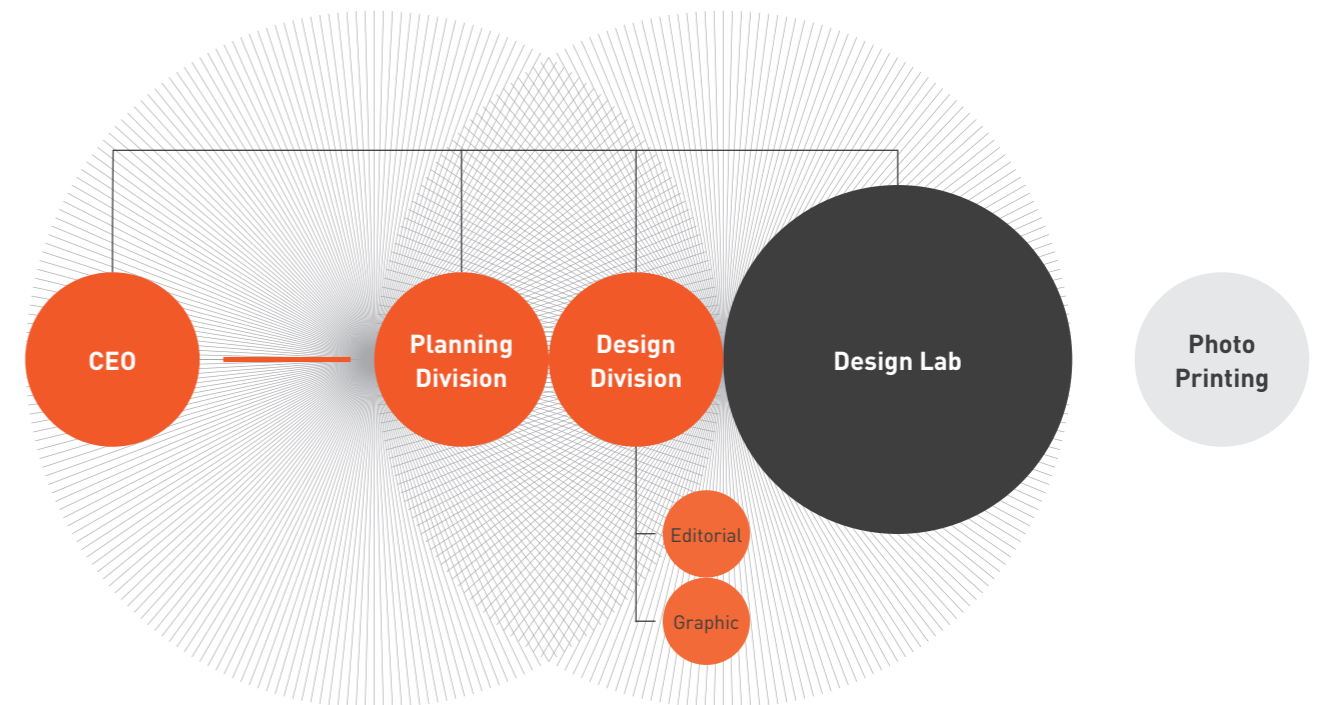 CEO
Planning
Division
Design
Division
Design Lab
Photo
Printing
Editorial
Graphic